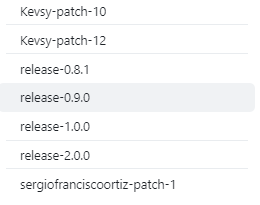 Kevsy-patch-10
Kevsy-patch-12
release-0.8.1
release-0.9.0
release-1.0.0
release-2.0.0
sergiofranciscoortiz-patch-1